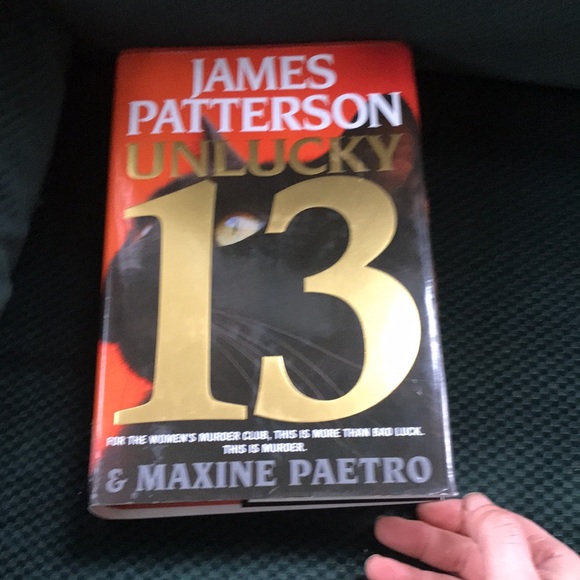 JAMES
PATTERSON
UNLUCKY
13
FOR THE WOMEN'S MURDER CLUB, THIS IS MORE THAN BAD LUCK.
THIS IS MURDER.
& MAXINE PAETRO